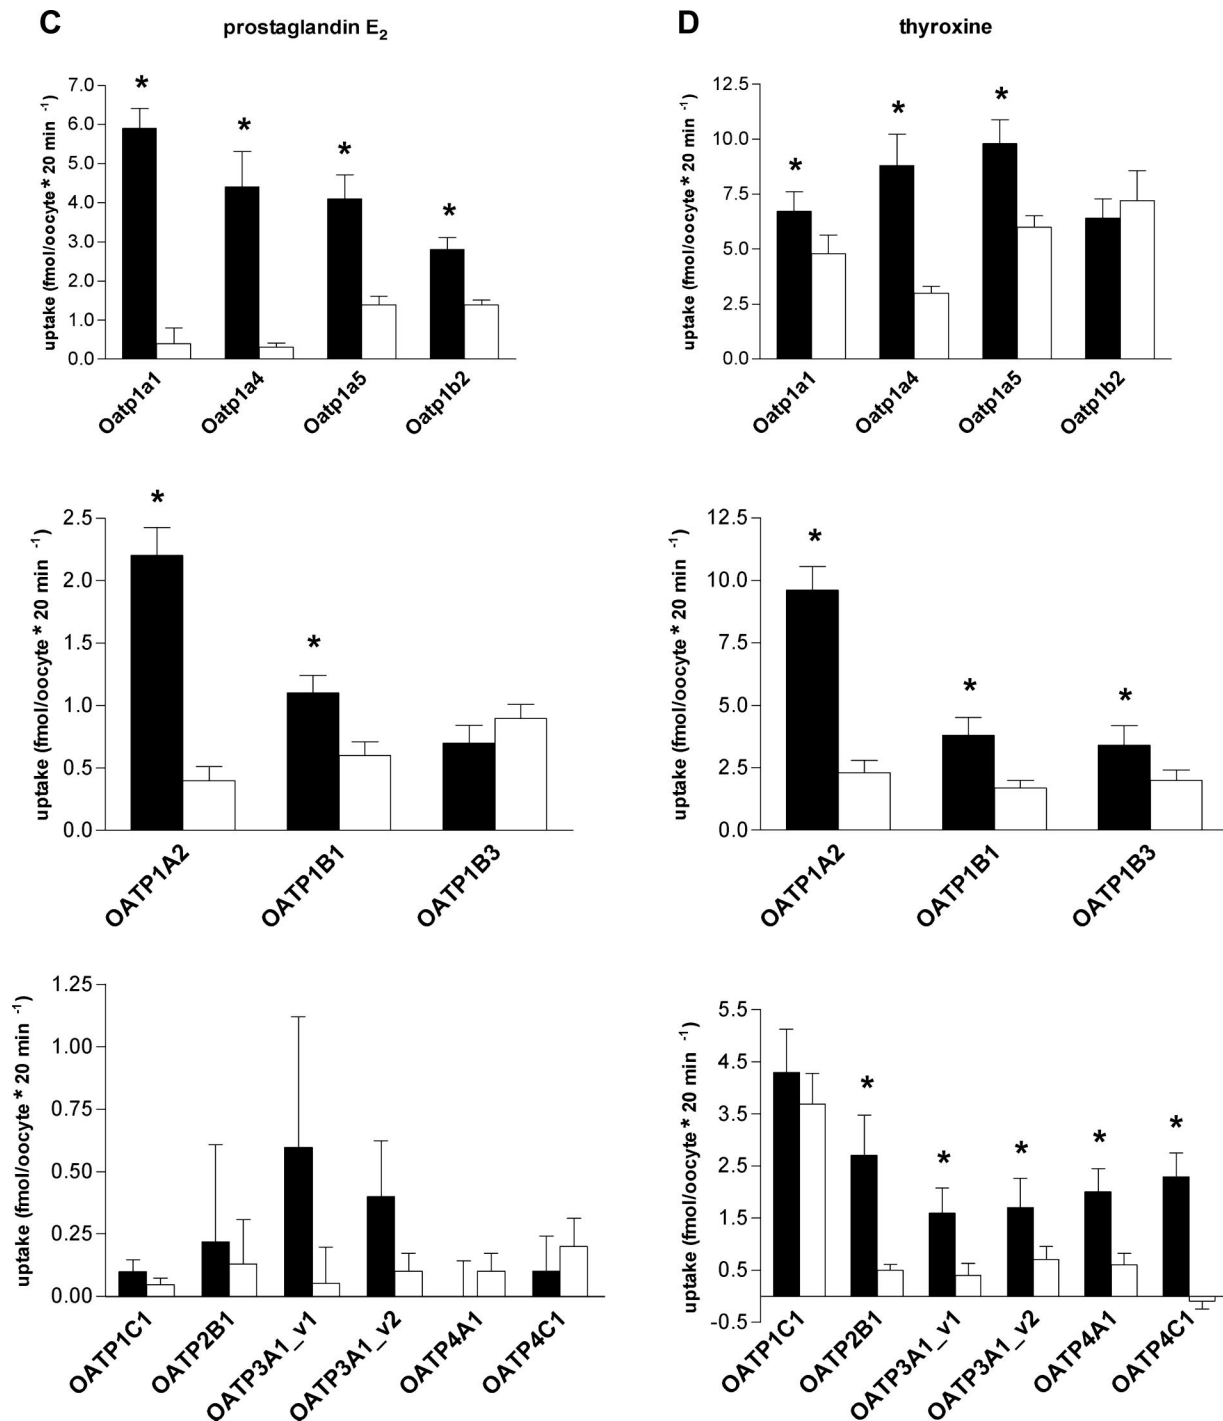 C
prostaglandin E₂
uptake (fmol/oocyte * 20 min ⁻¹)
7.0
6.0
5.0
4.0
3.0
2.0
1.0
0.0
* * * *
Oatp1a1 Oatp1a4 Oatp1a5 Oatp1b2
D
thyroxine
uptake (fmol/oocyte * 20 min ⁻¹)
12.5
10.0
7.5
5.0
2.5
0.0
* * *
Oatp1a1 Oatp1a4 Oatp1a5 Oatp1b2
uptake (fmol/oocyte * 20 min ⁻¹)
2.5
2.0
1.5
1.0
0.5
0.0
* *
OATP1A2 OATP1B1 OATP1B3
uptake (fmol/oocyte * 20 min ⁻¹)
12.5
10.0
7.5
5.0
2.5
0.0
* * *
OATP1A2 OATP1B1 OATP1B3
uptake (fmol/oocyte * 20 min ⁻¹)
1.25
1.00
0.75
0.50
0.25
0.00
OATP1C1 OATP2B1 OATP3A1_v1 OATP3A1_v2 OATP4A1 OATP4C1
uptake (fmol/oocyte * 20 min ⁻¹)
5.5
4.5
3.5
2.5
1.5
0.5
-0.5
* * * * *
OATP1C1 OATP2B1 OATP3A1_v1 OATP3A1_v2 OATP4A1 OATP4C1